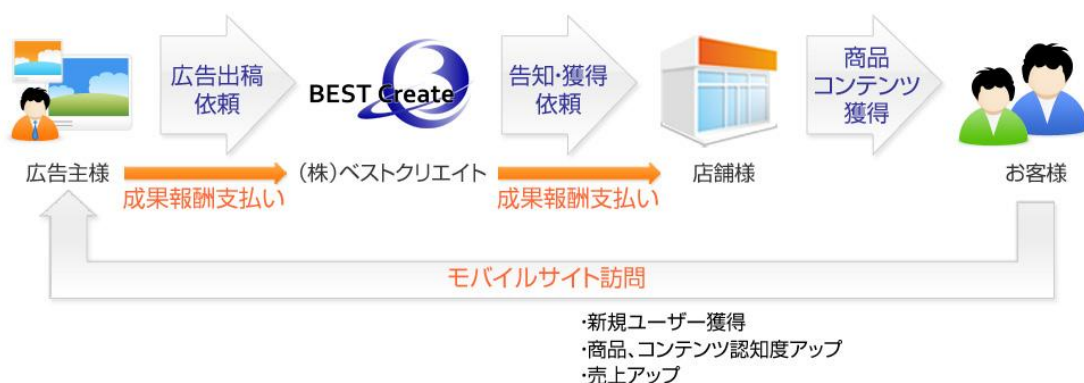 広告出稿
依頼
BEST Create
告知･獲得
依頼
商品
コンテンツ
獲得
広告主様
成果報酬支払い
(株)ベストクリエイト
成果報酬支払い
店舗様
お客様
モバイルサイト訪問
･新規ユーザー獲得
･商品、コンテンツ認知度アップ
･売上アップ